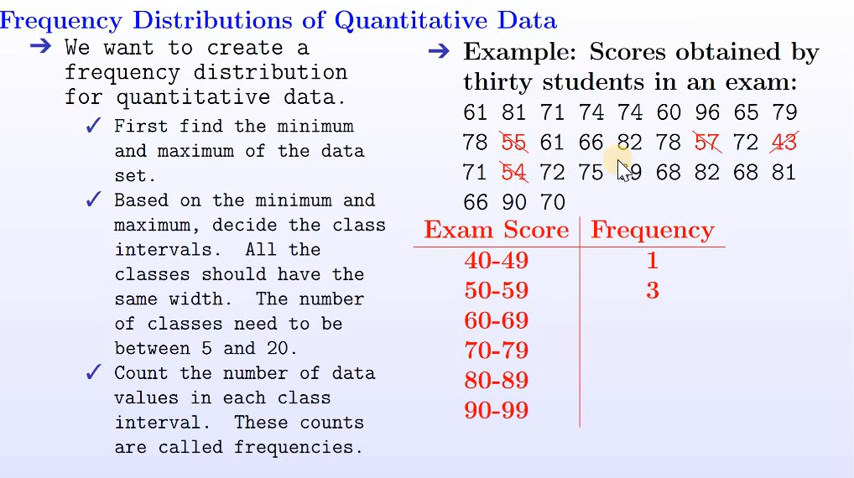 Frequency Distributions of Quantitative Data
➔ We want to create a
frequency distribution
for quantitative data.
✓ First find the minimum
and maximum of the data
set.
✓ Based on the minimum and
maximum, decide the class
intervals. All the
classes should have the
same width. The number
of classes need to be
between 5 and 20.
✓ Count the number of data
values in each class
interval. These counts
are called frequencies.
➔ Example: Scores obtained by
thirty students in an exam:
61 81 71 74 74 60 96 65 79
78 55 61 66 82 78 57 72 43
71 54 72 75 68 82 68 81
66 90 70
Exam Score Frequency
40-49 1
50-59 3
60-69
70-79
80-89
90-99